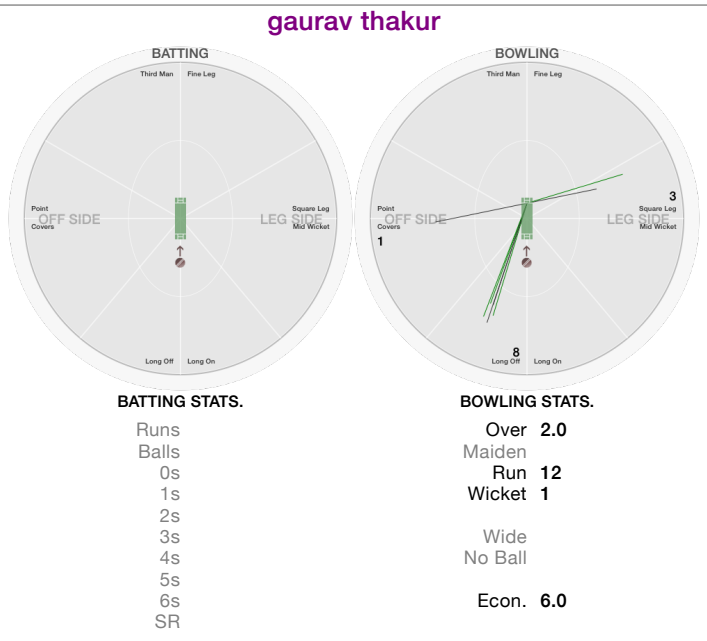 gaurav thakur
BATTING
Third Man Fine Leg
Point
OFF SIDE
Covers
Square Leg
LEG SIDE
Mid Wicket
Long Off Long On
BOWLING
Third Man Fine Leg
Point
OFF SIDE
Covers
1
3
Square Leg
LEG SIDE
Mid Wicket
8
Long Off Long On
BATTING STATS.
Runs
Balls
0s
1s
2s
3s
4s
5s
6s
SR
BOWLING STATS.
Over 2.0
Maiden
Run 12
Wicket 1
Wide
No Ball
Econ. 6.0